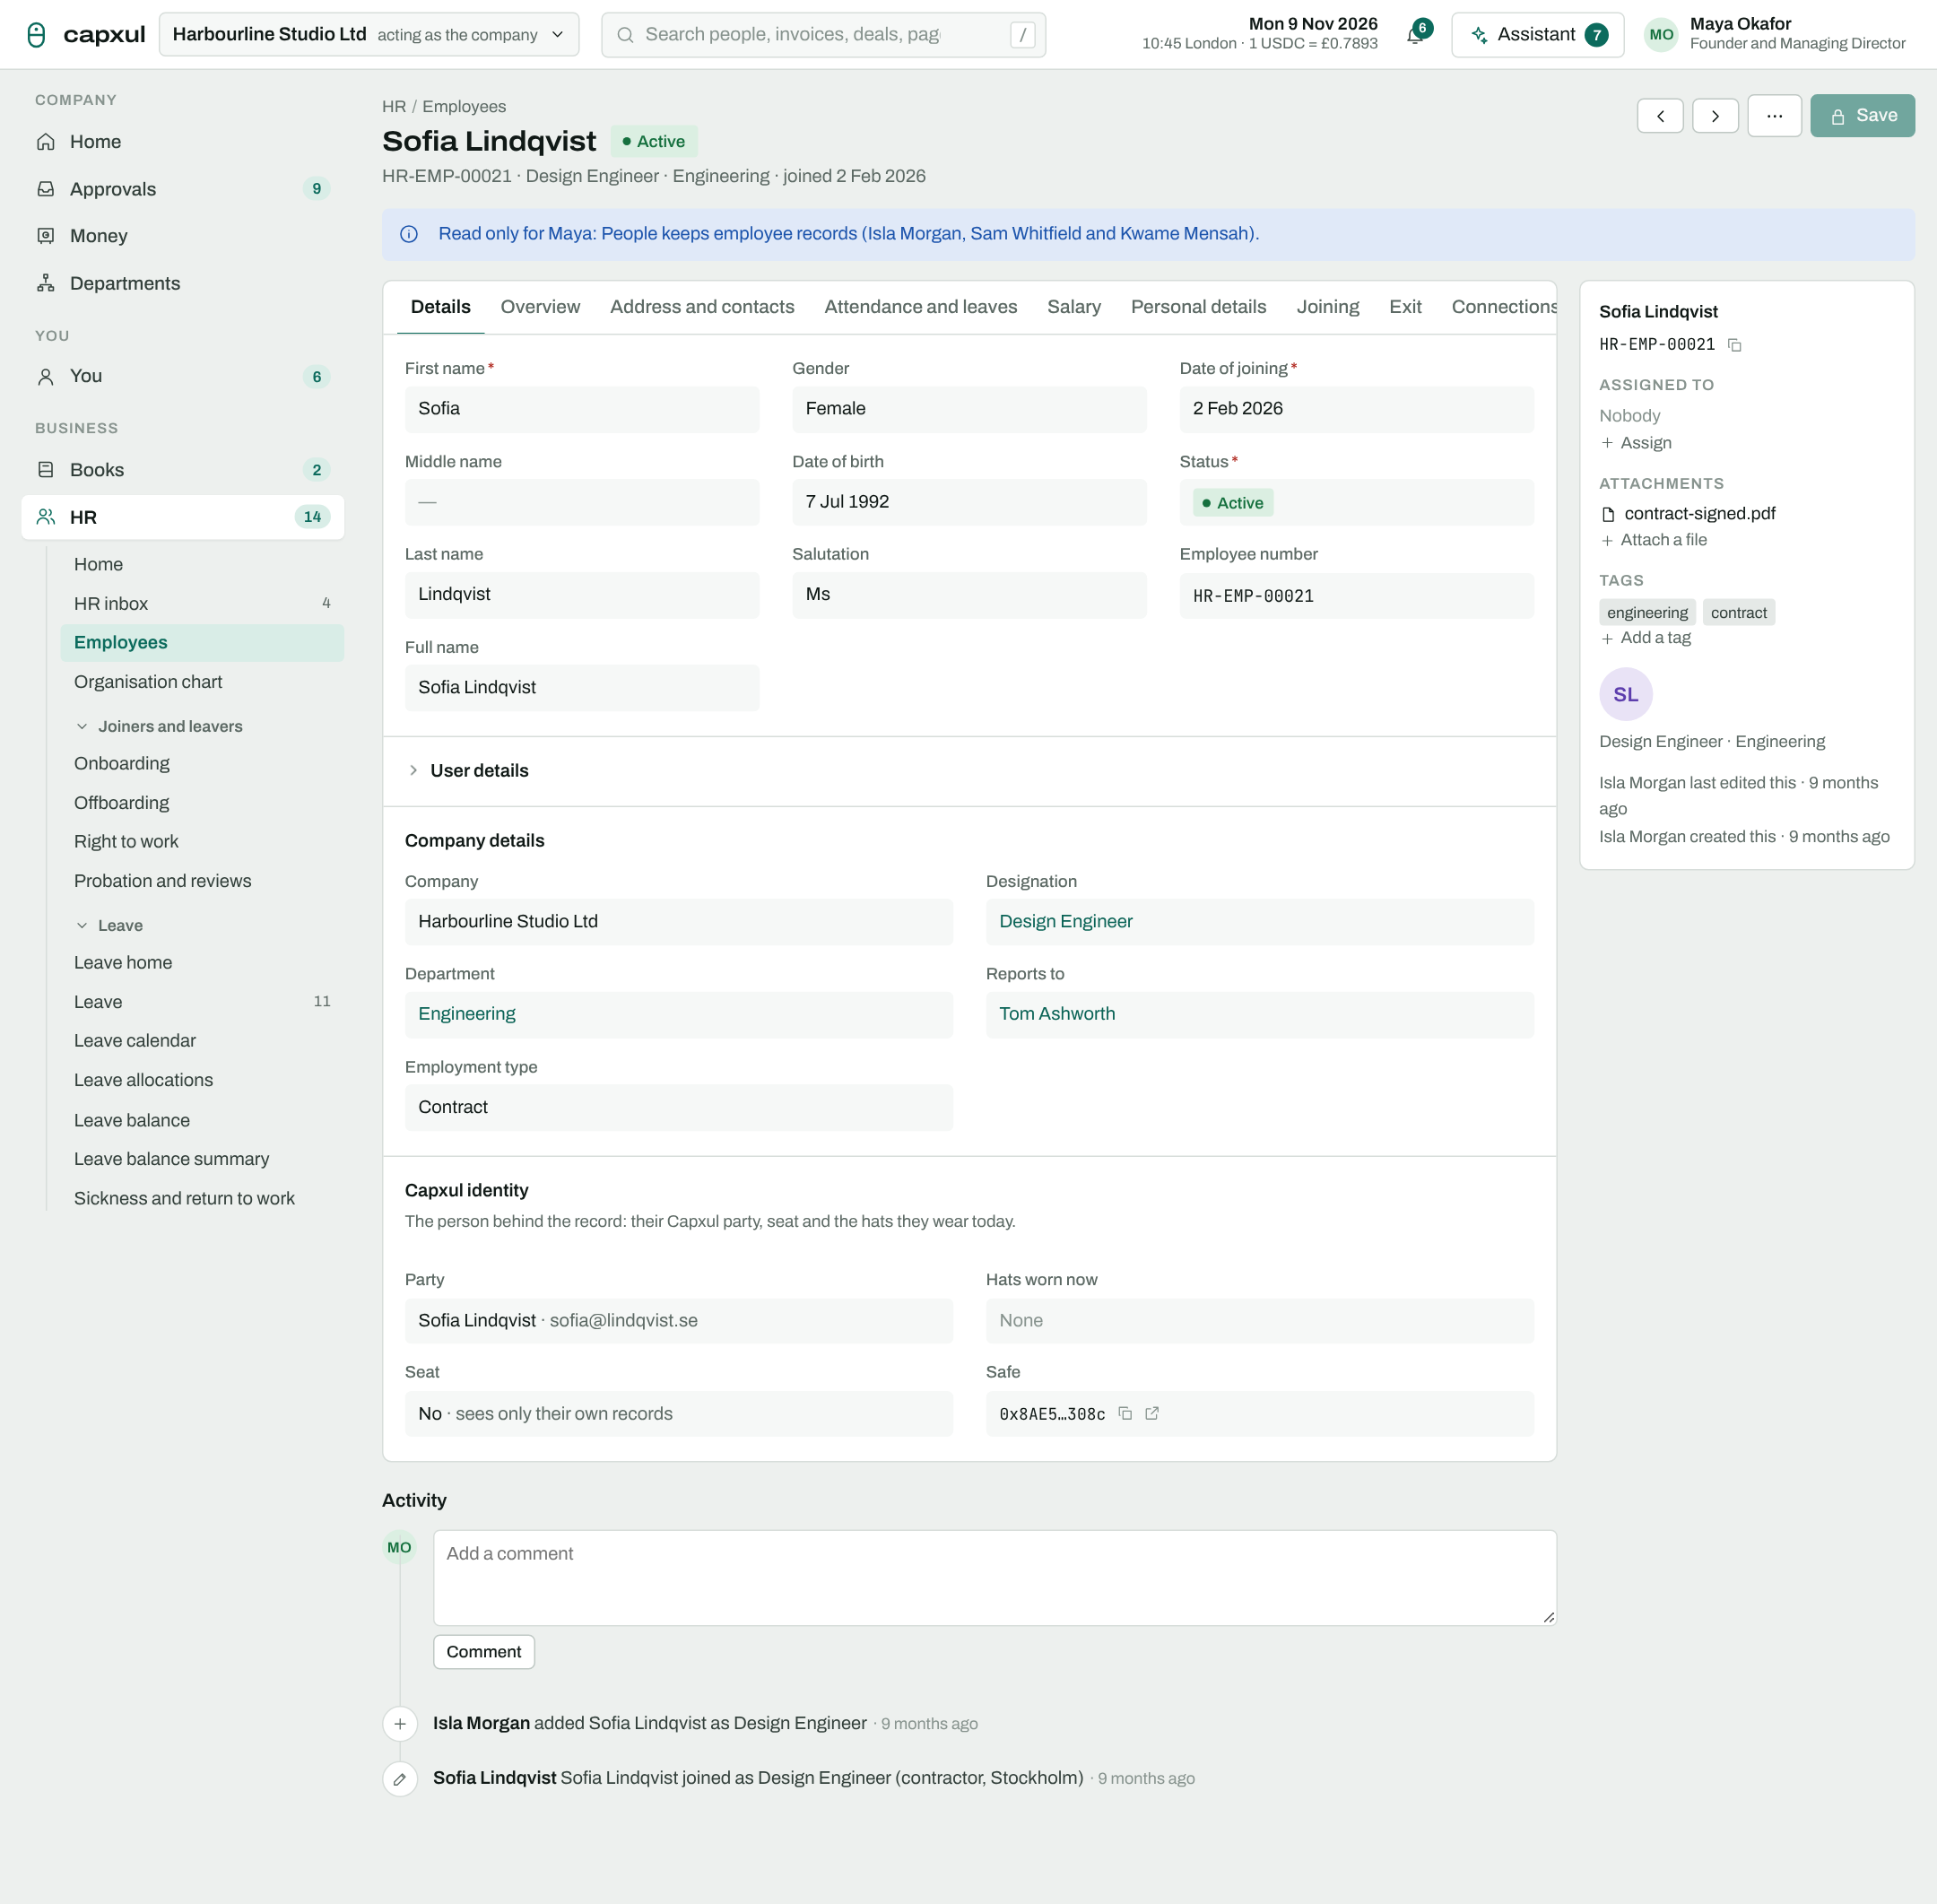 capxul
Harbourline Studio Ltd acting as the company
Search people, invoices, deals, pag
/
Mon 9 Nov 2026
10:45 London · 1 USDC = £0.7893
6
Assistant 7
MO
Maya Okafor
Founder and Managing Director
COMPANY
Home
Approvals 9
Money
Departments
YOU
You 6
BUSINESS
Books 2
HR 14
Home
HR inbox 4
Employees
Organisation chart
Joiners and leavers
Onboarding
Offboarding
Right to work
Probation and reviews
Leave
Leave home
Leave 11
Leave calendar
Leave allocations
Leave balance
Leave balance summary
Sickness and return to work
HR / Employees
Sofia Lindqvist
Active
HR-EMP-00021 · Design Engineer · Engineering · joined 2 Feb 2026
Save
Read only for Maya: People keeps employee records (Isla Morgan, Sam Whitfield and Kwame Mensah).
Details Overview Address and contacts Attendance and leaves Salary Personal details Joining Exit Connections
First name*
Sofia
Gender
Female
Date of joining*
2 Feb 2026
Middle name
—
Date of birth
7 Jul 1992
Status*
Active
Last name
Lindqvist
Salutation
Ms
Employee number
HR-EMP-00021
Full name
Sofia Lindqvist
User details
Company details
Company
Harbourline Studio Ltd
Designation
Design Engineer
Department
Engineering
Reports to
Tom Ashworth
Employment type
Contract
Capxul identity
The person behind the record: their Capxul party, seat and the hats they wear today.
Party
Sofia Lindqvist · sofia@lindqvist.se
Hats worn now
None
Seat
No · sees only their own records
Safe
0x8AE5…308c
Sofia Lindqvist
HR-EMP-00021
ASSIGNED TO
Nobody
+ Assign
ATTACHMENTS
contract-signed.pdf
+ Attach a file
TAGS
engineering contract
+ Add a tag
SL
Design Engineer · Engineering
Isla Morgan last edited this · 9 months
ago
Isla Morgan created this · 9 months ago
Activity
MO
Add a comment
Comment
Isla Morgan added Sofia Lindqvist as Design Engineer · 9 months ago
Sofia Lindqvist Sofia Lindqvist joined as Design Engineer (contractor, Stockholm) · 9 months ago